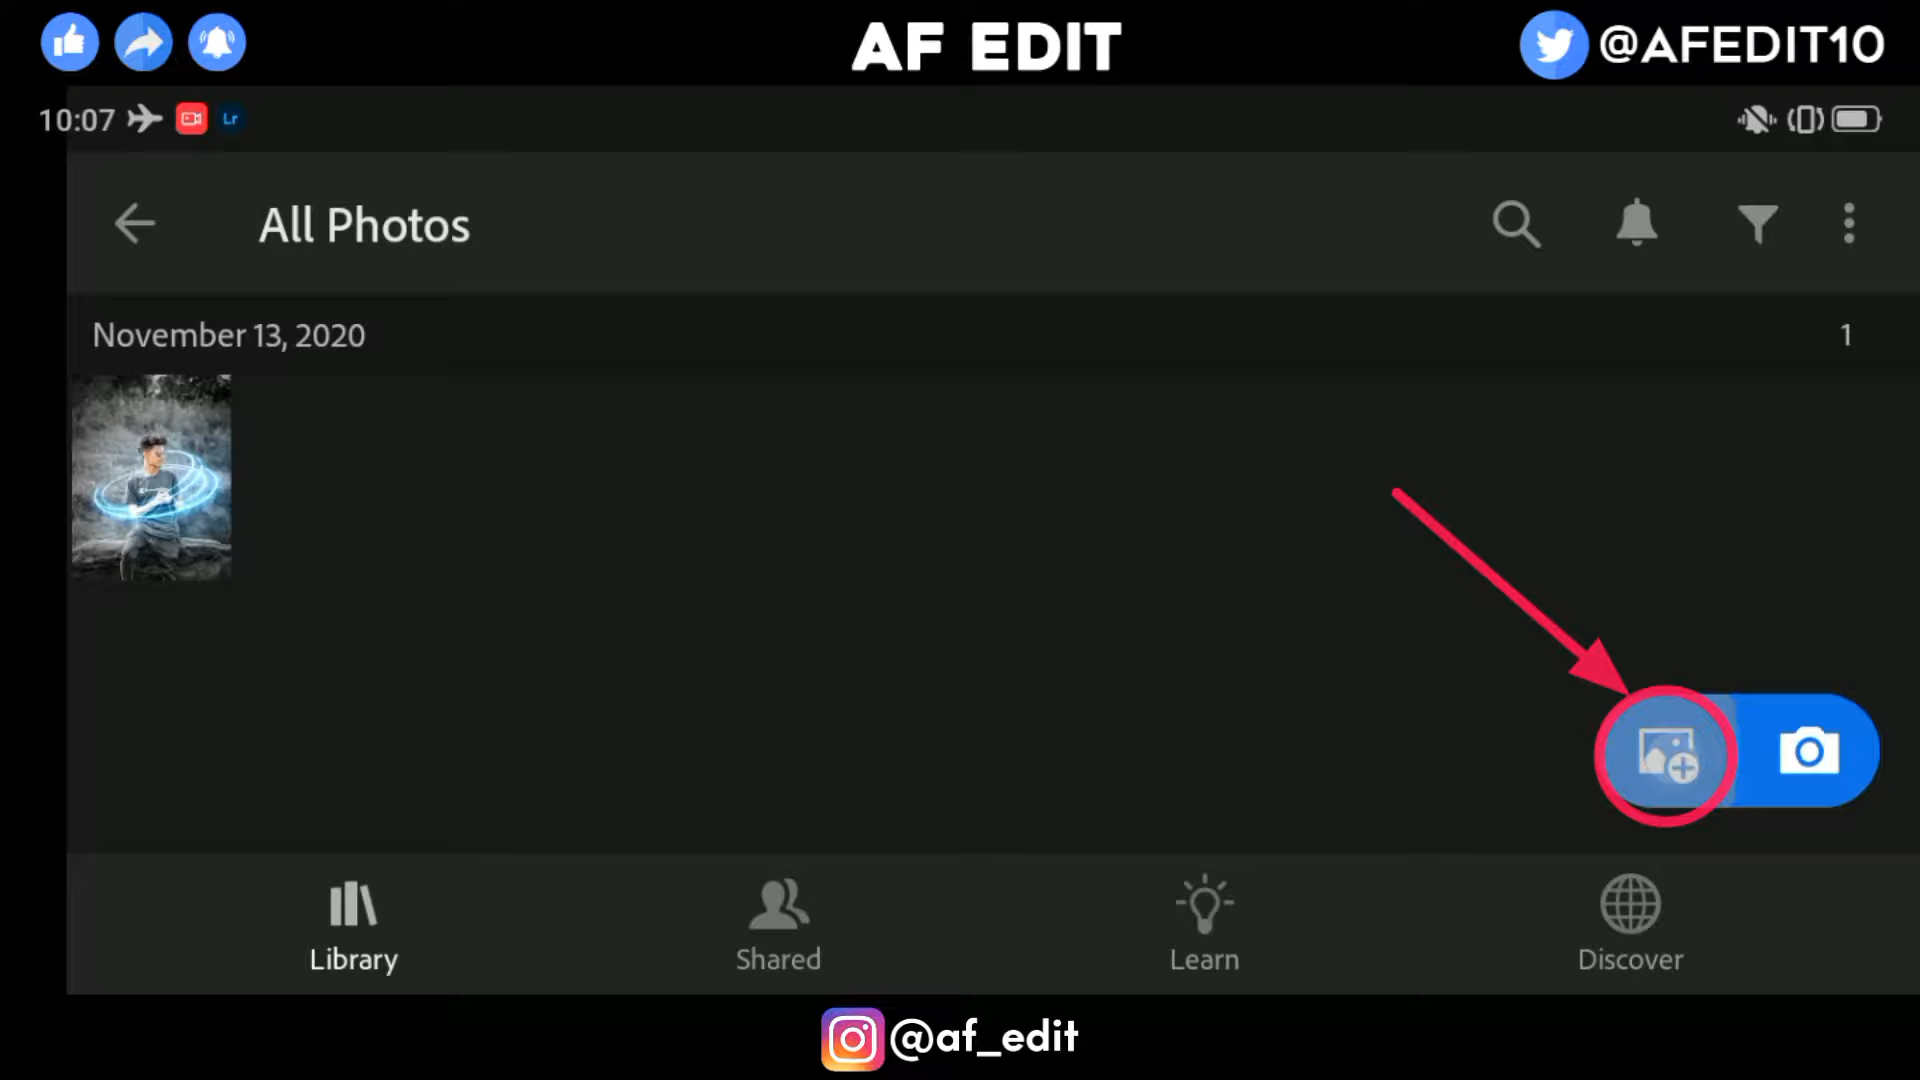 AF EDIT
@AFEDIT10
10:07
Lr
All Photos
November 13, 2020
1
Library
Shared
Learn
Discover
@af_edit